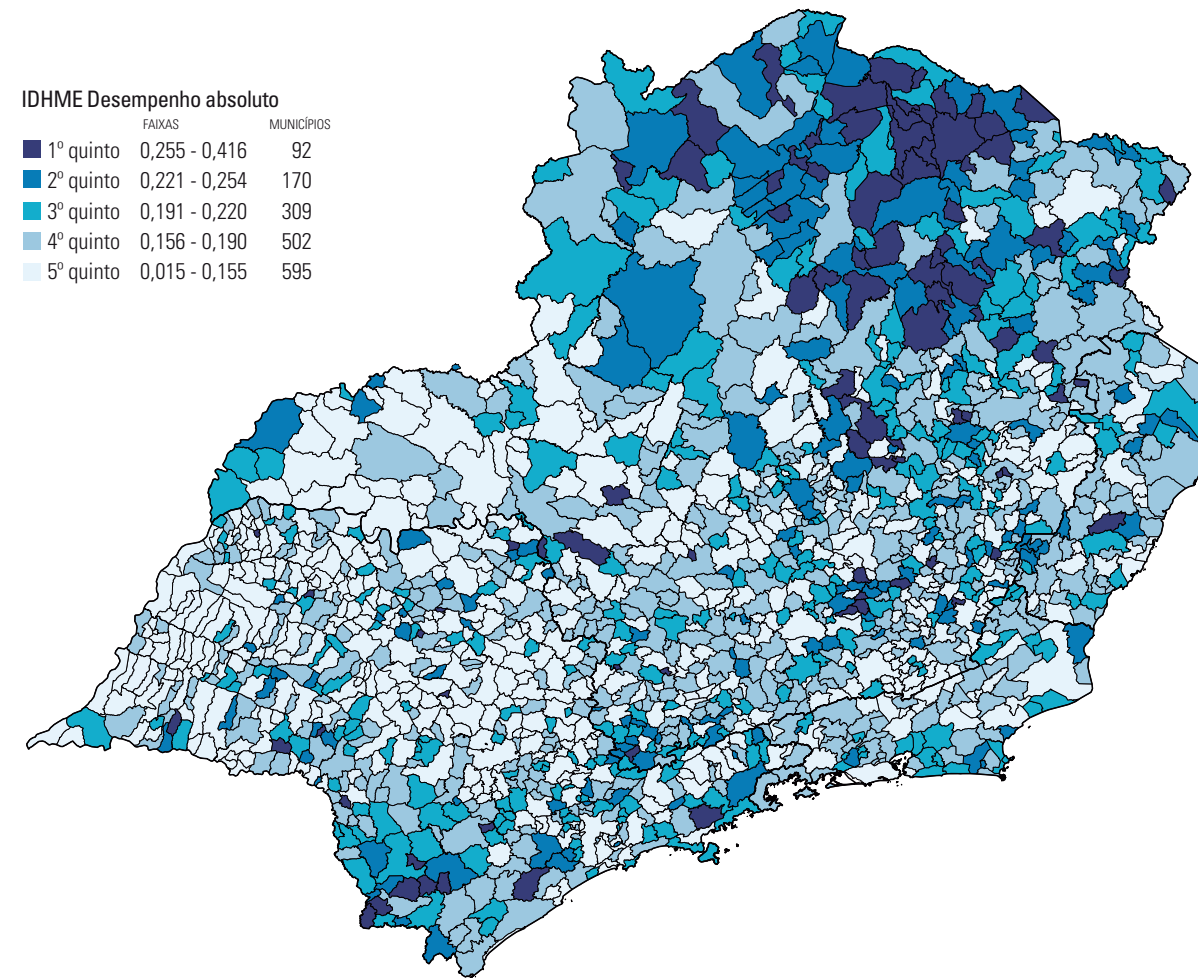 IDHME Desempenho absoluto
FAIXAS MUNICÍPIOS
1º quinto 0,255 - 0,416 92
2º quinto 0,221 - 0,254 170
3º quinto 0,191 - 0,220 309
4º quinto 0,156 - 0,190 502
5º quinto 0,015 - 0,155 595